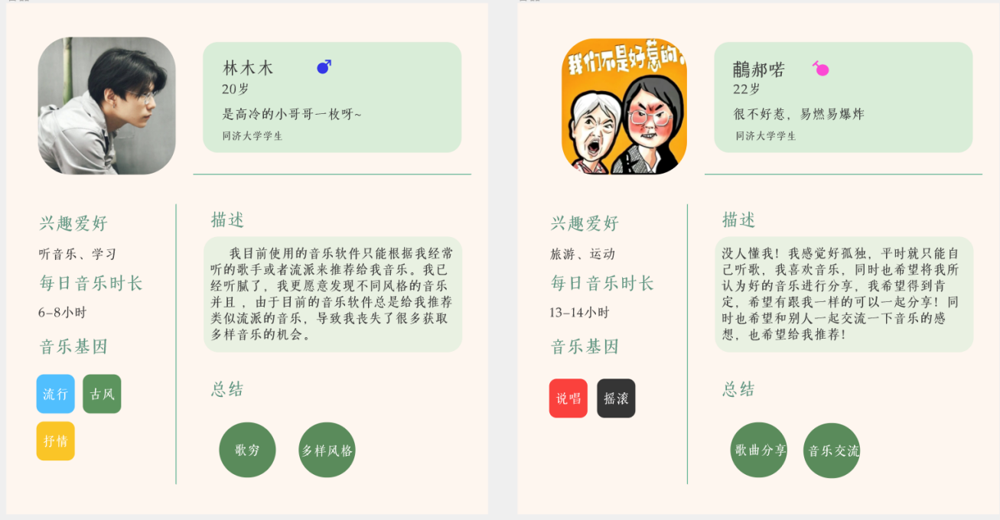 林木木
20岁
是高冷的小哥哥一枚呀~
同济大学学生
兴趣爱好
听音乐、学习
每日音乐时长
6-8小时
音乐基因
流行
古风
抒情
描述
我目前使用的音乐软件只能根据我经常
听的歌手或者流派来推荐给我音乐。我已
经听腻了，我更愿意发现不同风格的音乐
并且 ，由于目前的音乐软件总是给我推荐
类似流派的音乐，导致我丧失了很多获取
多样音乐的机会。
总结
歌穷
多样风格
我们不是好惹的!
郝喏
22岁
很不好惹，易燃易爆炸
同济大学学生
兴趣爱好
旅游、运动
每日音乐时长
13-14小时
音乐基因
说唱
摇滚
描述
没人懂我！我感觉好孤独，平时就只能自
己听歌，我喜欢音乐，同时也希望将我所
认为好的音乐进行分享，我希望得到肯
定，希望有跟我一样的可以一起分享！同
时也希望和别人一起交流一下音乐的感
想，也希望给我推荐！
总结
歌曲分享
音乐交流